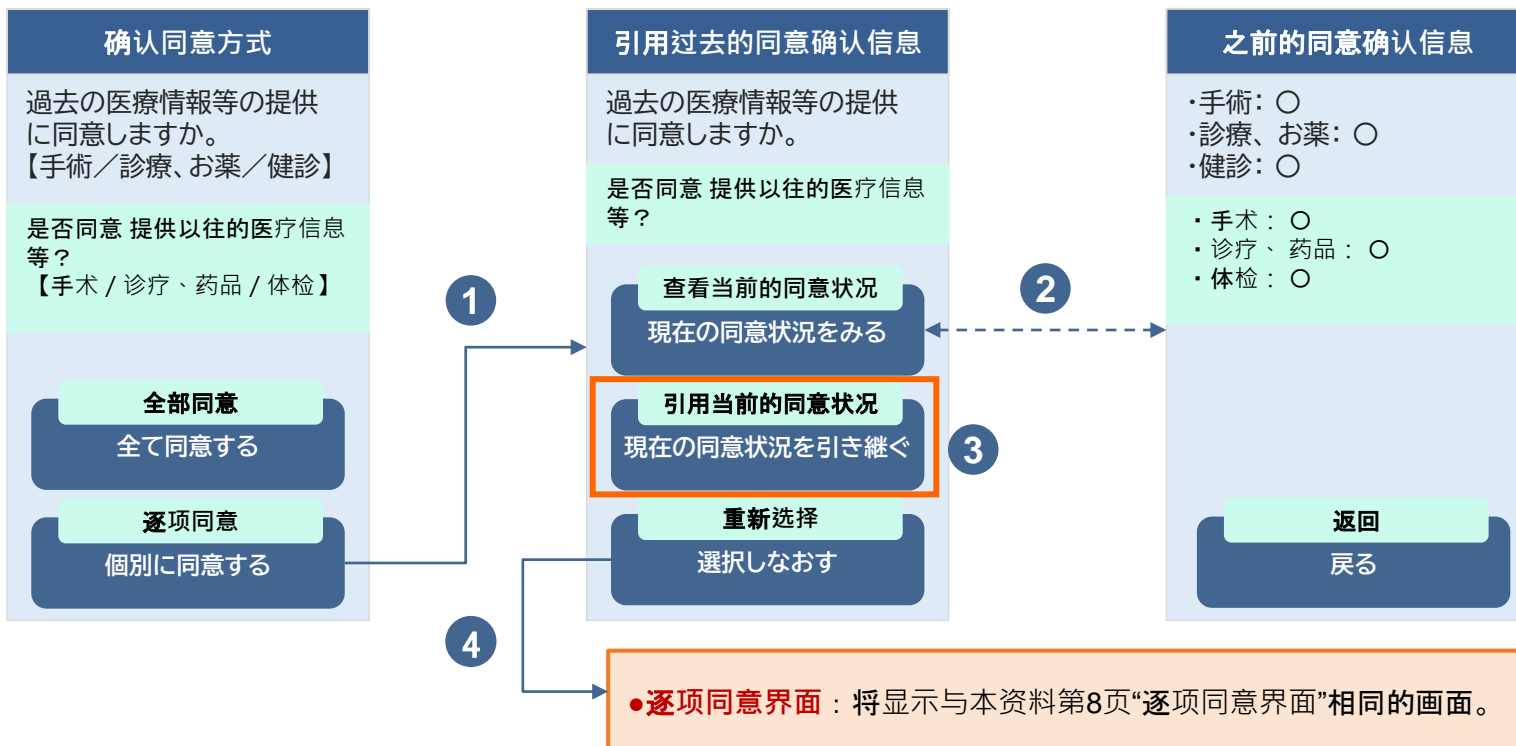 确认同意方式
過去の医療情報等の提供
に同意しますか。
【手術／診療、お薬／健診】
是否同意 提供以往的医疗信息
等？
【手术 / 诊疗、药品 / 体检】
全部同意
全て同意する
逐项同意
個別に同意する
1
引用过去的同意确认信息
過去の医療情報等の提供
に同意しますか。
是否同意 提供以往的医疗信息
等？
查看当前的同意状况
現在の同意状況をみる
引用当前的同意状况
現在の同意状況を引き継ぐ
重新选择
選択しなおす
2
3
4
之前的同意确认信息
・手術：〇
・診療、お薬：〇
・健診：〇
・手术： 〇
・诊疗、 药品： 〇
・体检： 〇
返回
戻る
●逐项同意界面：将显示与本资料第8页“逐项同意界面”相同的画面。